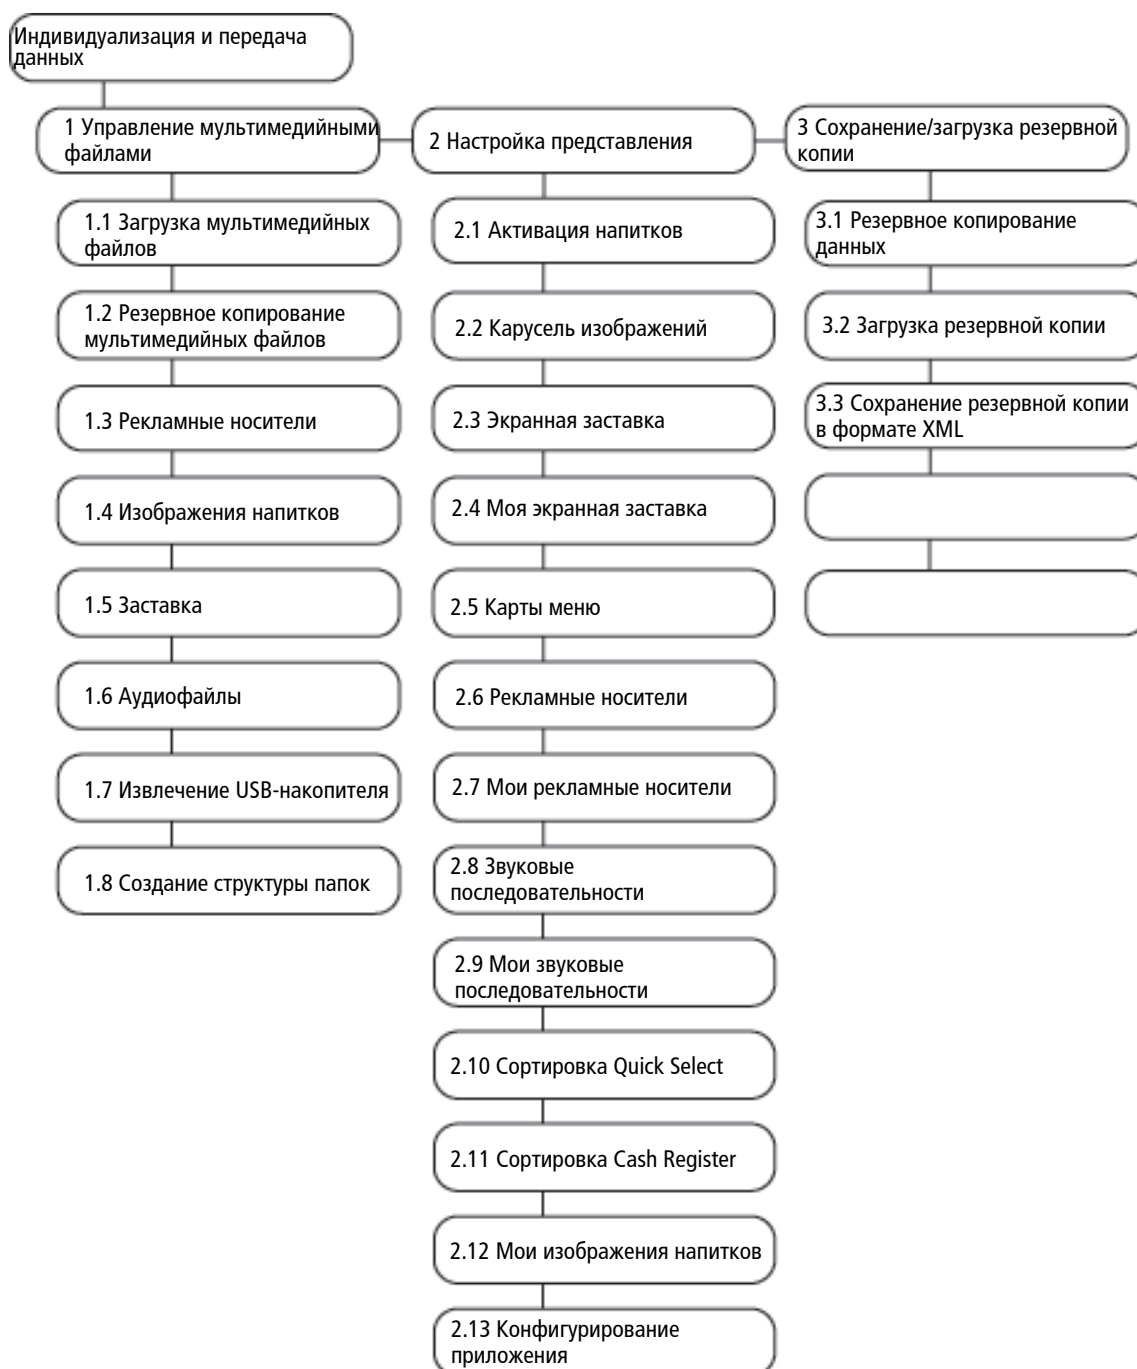 Индивидуализация и передача
данных
1 Управление мультимедийными
файлами
1.1 Загрузка мультимедийных
файлов
1.2 Резервное копирование
мультимедийных файлов
1.3 Рекламные носители
1.4 Изображения напитков
1.5 Заставка
1.6 Аудиофайлы
1.7 Извлечение USB-накопителя
1.8 Создание структуры папок
2 Настройка представления
2.1 Активация напитков
2.2 Карусель изображений
2.3 Экранная заставка
2.4 Моя экранная заставка
2.5 Карты меню
2.6 Рекламные носители
2.7 Мои рекламные носители
2.8 Звуковые
последовательности
2.9 Мои звуковые
последовательности
2.10 Сортировка Quick Select
2.11 Сортировка Cash Register
2.12 Мои изображения напитков
2.13 Конфигурирование
приложения
3 Сохранение/загрузка резервной
копии
3.1 Резервное копирование
данных
3.2 Загрузка резервной копии
3.3 Сохранение резервной копии
в формате XML